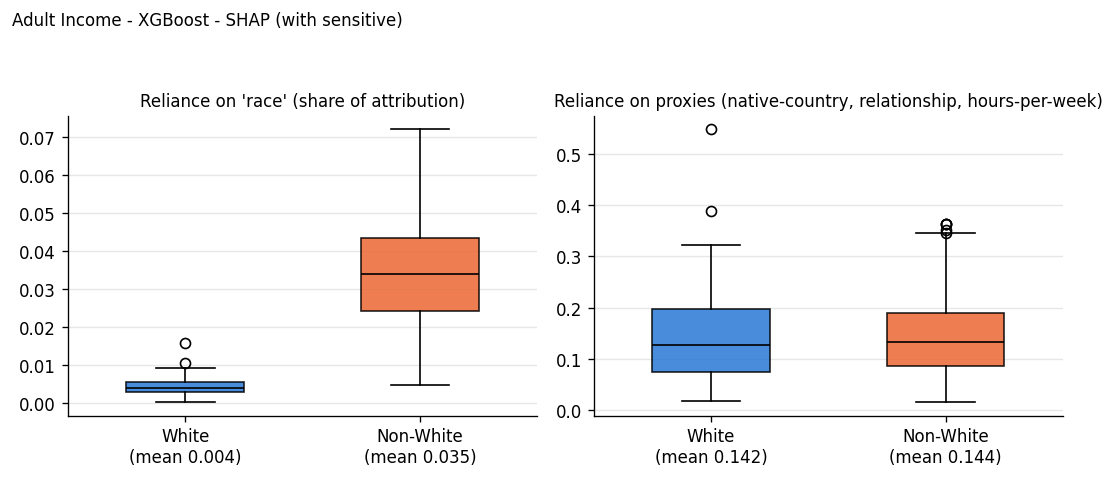 Adult Income - XGBoost - SHAP (with sensitive)
Reliance on 'race' (share of attribution)
0.07
0.06
0.05
0.04
0.03
0.02
0.01
0.00
White
(mean 0.004)
Non-White
(mean 0.035)
Reliance on proxies (native-country, relationship, hours-per-week)
0.5
0.4
0.3
0.2
0.1
0.0
White
(mean 0.142)
Non-White
(mean 0.144)